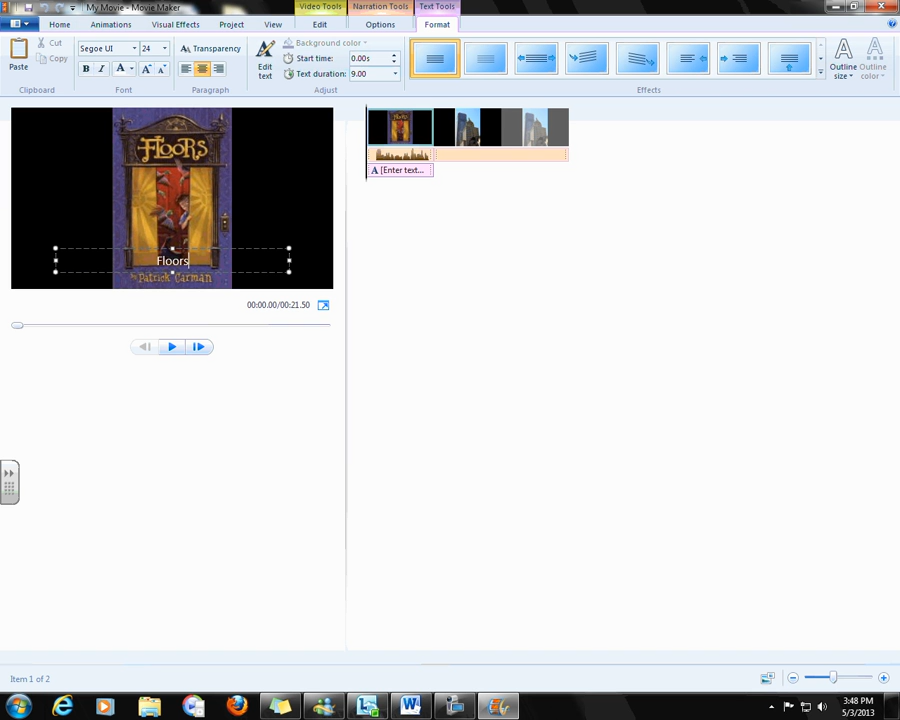 My Movie - Movie Maker
Video Tools
Narration Tools
Text Tools
Home
Animations
Visual Effects
Project
View
Edit
Options
Format
Paste
Cut
Copy
Clipboard
Segoe UI
24
B
I
A
A
A
Font
Transparency
Paragraph
Edit text
Background color
Start time: 0.00s
Text duration: 9.00
Adjust
Effects
Outline size
Outline color
FLOORS
Floors
by Patrick Carman
A [Enter text...
00:00.00/00:21.50
Item 1 of 2
3:48 PM
5/3/2013